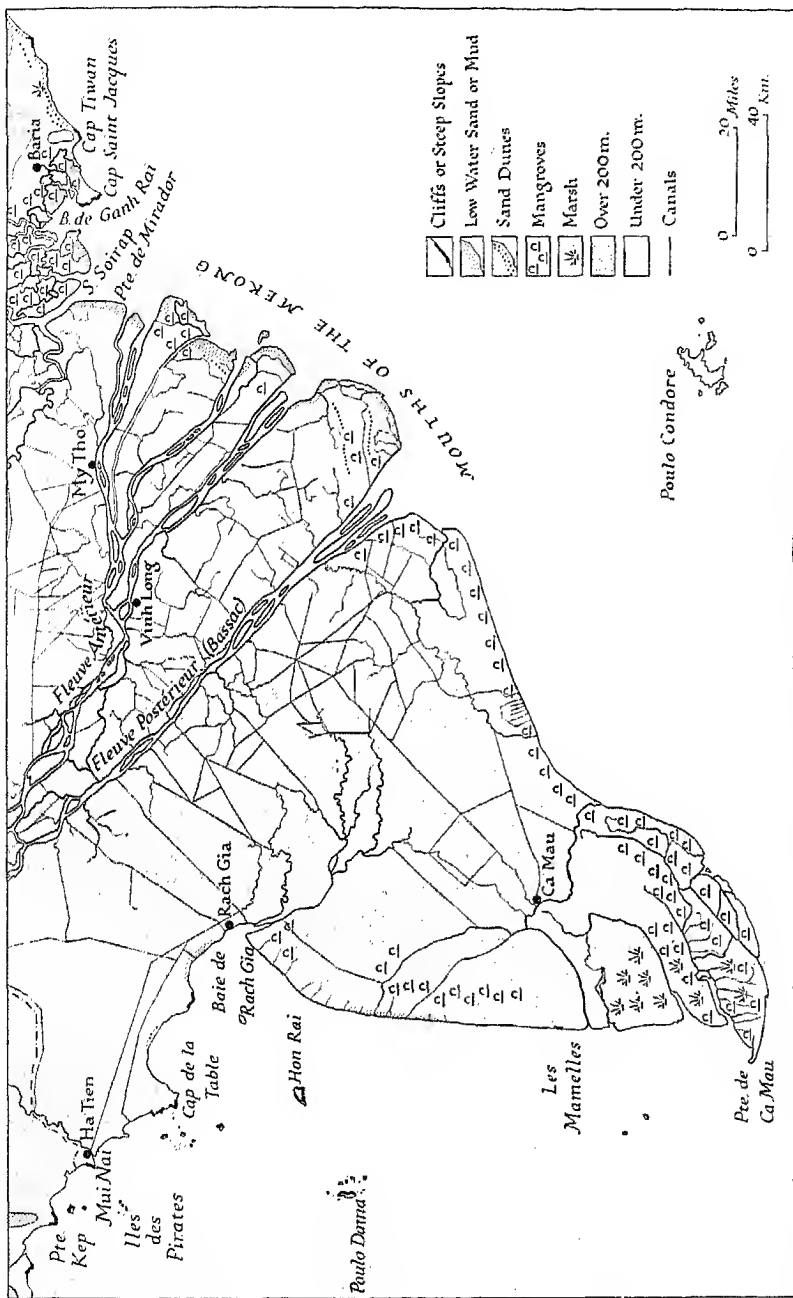 Cap Tiwan
Cap Saint Jacques
Baria
B. de Ganh Rai
S. Soirap
Pte. de Mirador
MOUTHS OF THE MEKONG
My Tho
Vinh Long
Fleuve Antérieur
Fleuve Postérieur (Bassac)
Rach Gia
Baie de
Rach Gia
Ca Mau
Ha Tien
Mui Nai
Pte.
Kep
Iles
des
Pirates
Cap de la
Table
Hon Rai
Poulo Dama
Les
Mamelles
Pte. de
Ca Mau
Poulo Condore
Cliffs or Steep Slopes
Low Water Sand or Mud
Sand Dunes
Mangroves
Marsh
Over 200 m.
Under 200 m.
Canals
0 20
Miles
0 40
Km.